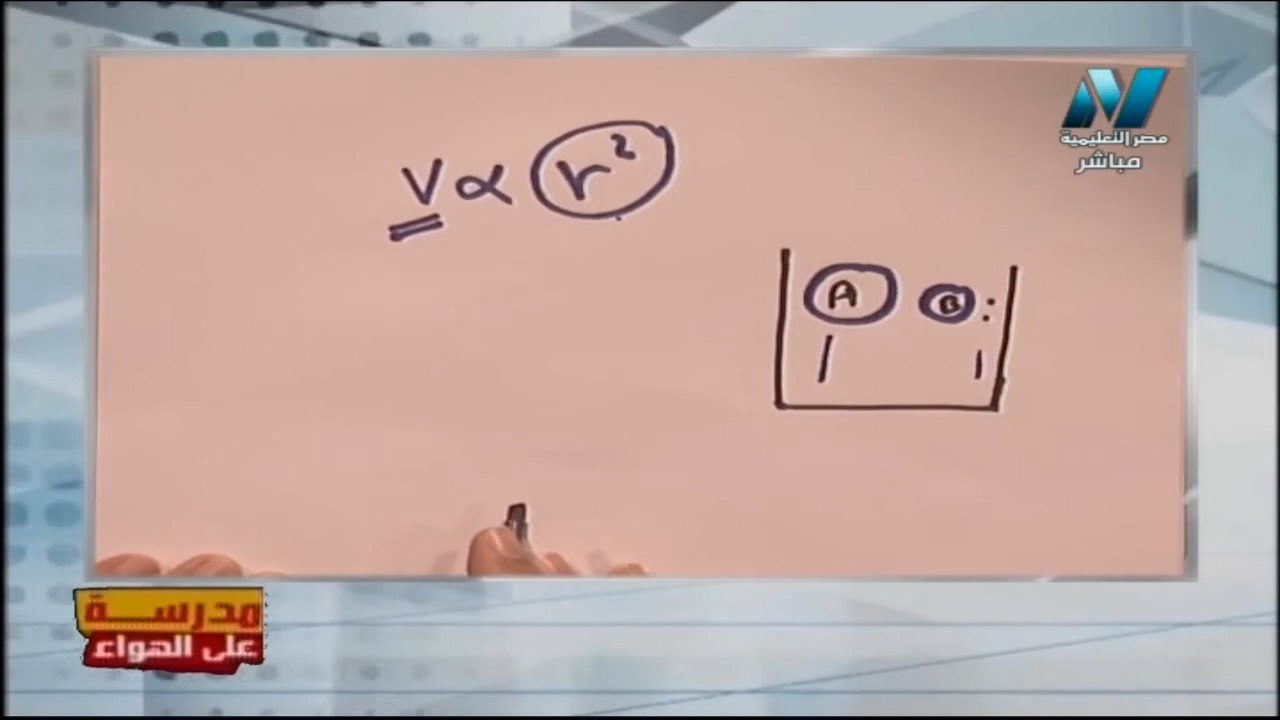 V ∝ r²
مصر التعليمية
مباشر
A B :
مدرسة
على الهواء